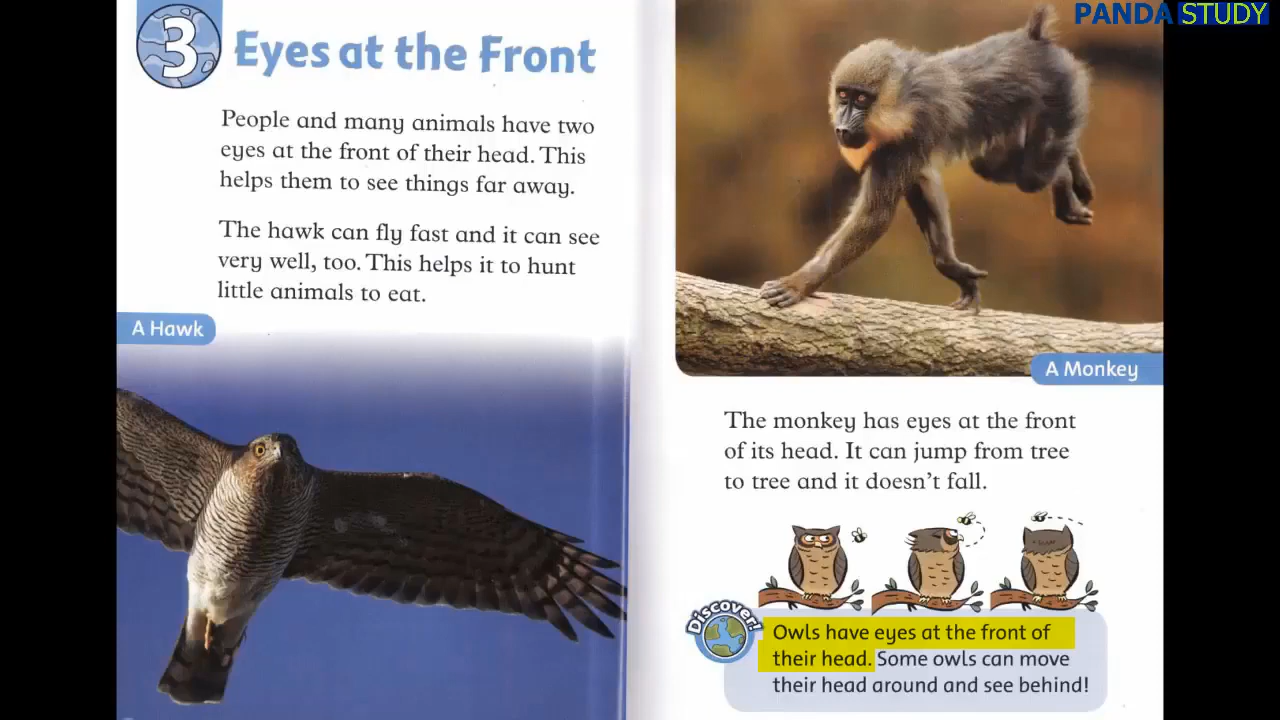 PANDA STUDY
3 Eyes at the Front
People and many animals have two
eyes at the front of their head. This
helps them to see things far away.
The hawk can fly fast and it can see
very well, too. This helps it to hunt
little animals to eat.
A Hawk
A Monkey
The monkey has eyes at the front
of its head. It can jump from tree
to tree and it doesn't fall.
Discover!
Owls have eyes at the front of
their head. Some owls can move
their head around and see behind!